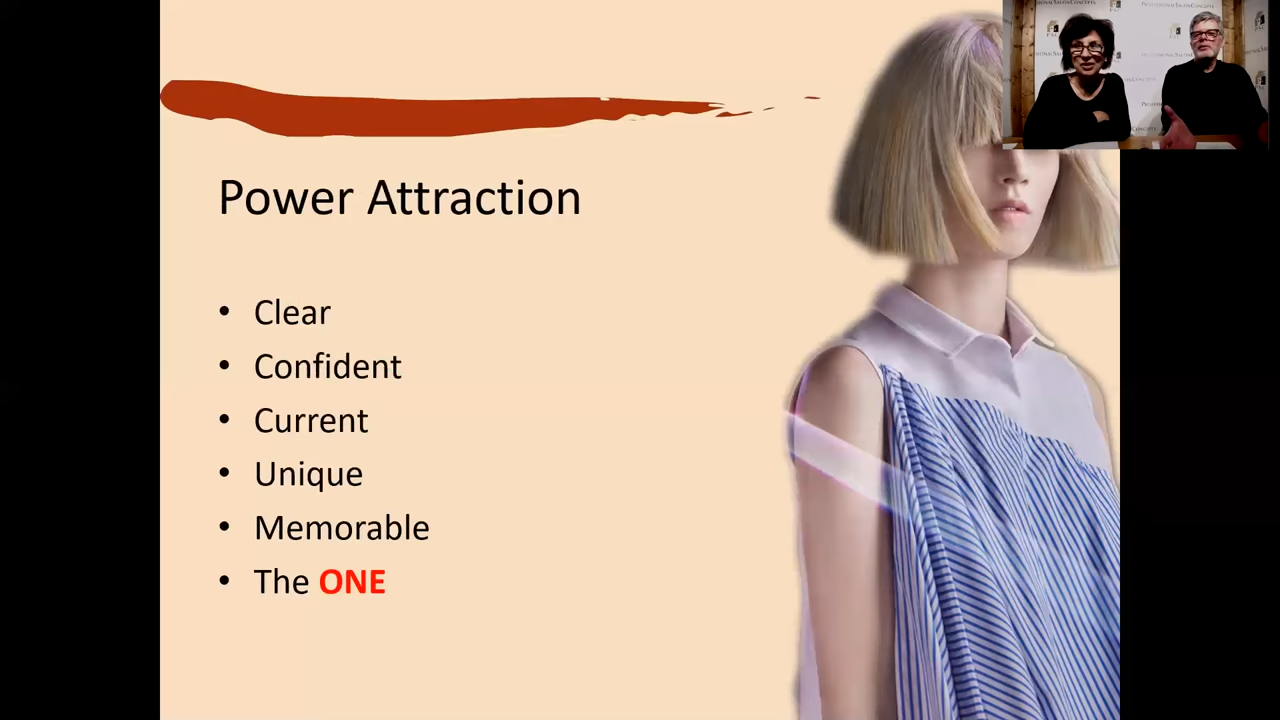 Power Attraction
• Clear
• Confident
• Current
• Unique
• Memorable
• The ONE